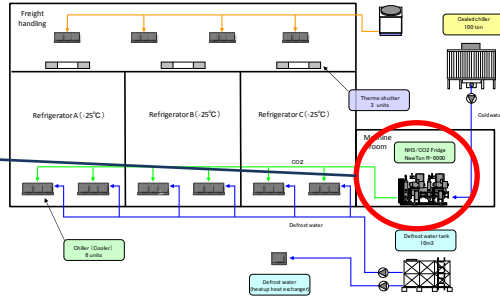 Freight
handling
Cealed chiller
100 ton
Thermo shutter
3 units
Refrigerator A (-25℃)
Refrigerator B (-25℃)
Refrigerator C (-25℃)
Cold water
Machine
room
NH3/CO2 Fridge
NewTon R-6000
CO2
Defrost water
Chiller (Cooler)
8 units
Defrost water tank
10m3
Defrost water
(heatup heat exchanger)